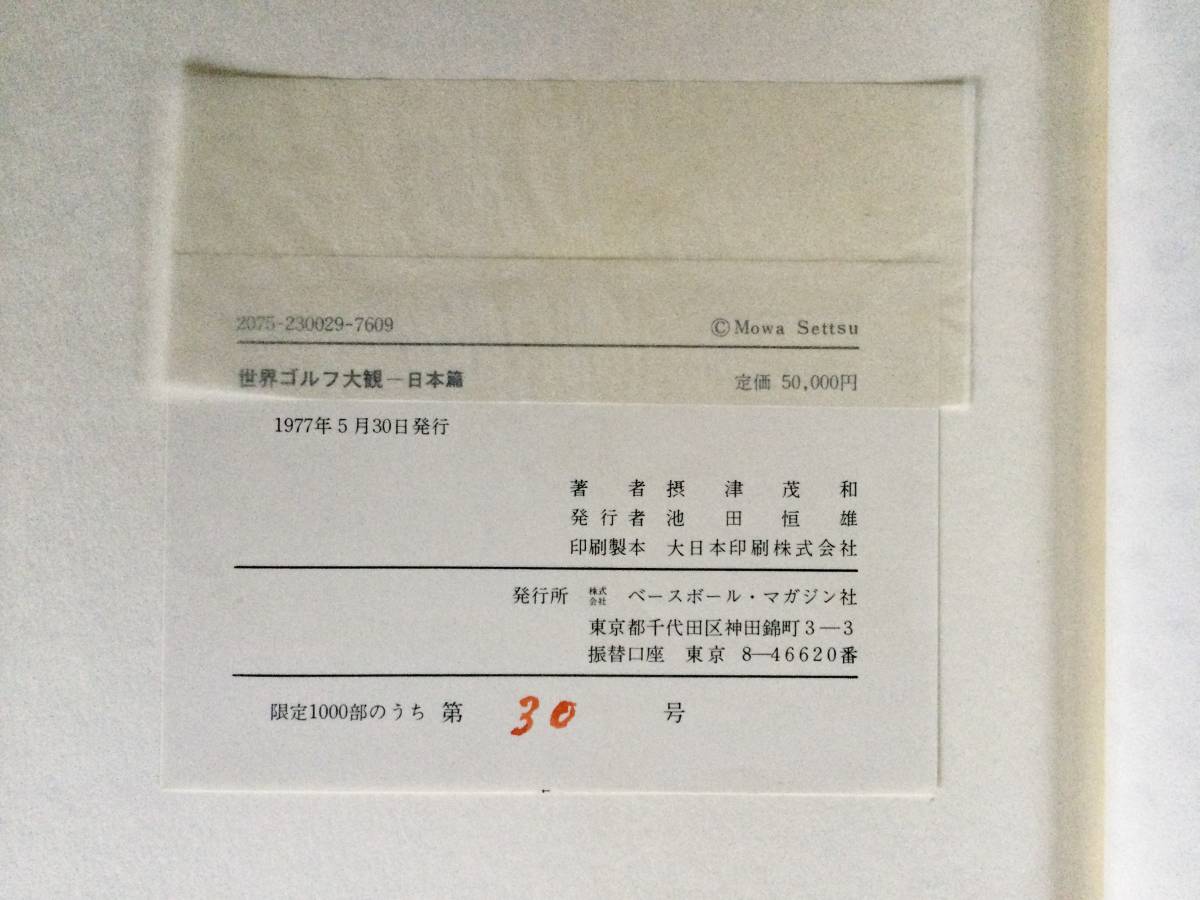 2075-230029-7609 ©Mowa Settsu
世界ゴルフ大観―日本篇 定価 50,000円
1977年5月30日発行
著者 摂津茂和
発行者 池田恒雄
印刷製本 大日本印刷株式会社
発行所 株式会社 ベースボール・マガジン社
東京都千代田区神田錦町3―3
振替口座 東京 8―46620番
限定1000部のうち 第 30 号